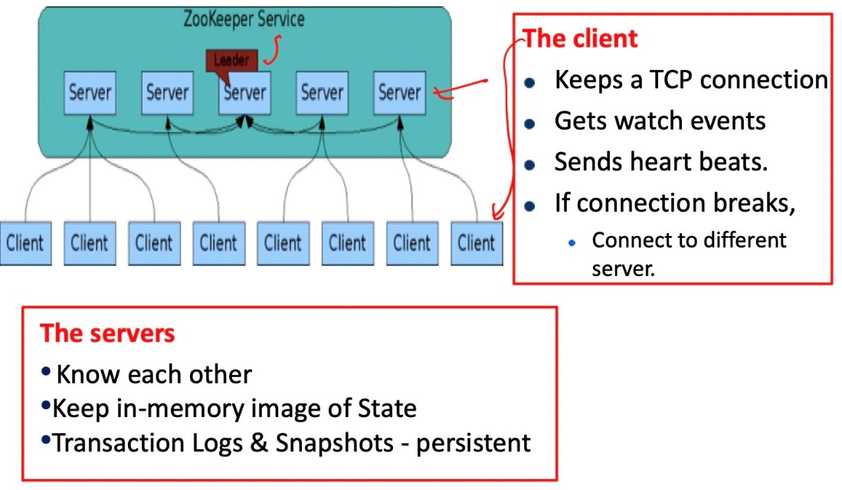 ZooKeeper Service
Leader
Server Server Server Server Server
Client Client Client Client Client Client Client Client
The client
• Keeps a TCP connection
• Gets watch events
• Sends heart beats.
• If connection breaks,
• Connect to different
server.
The servers
•Know each other
•Keep in-memory image of State
•Transaction Logs & Snapshots - persistent